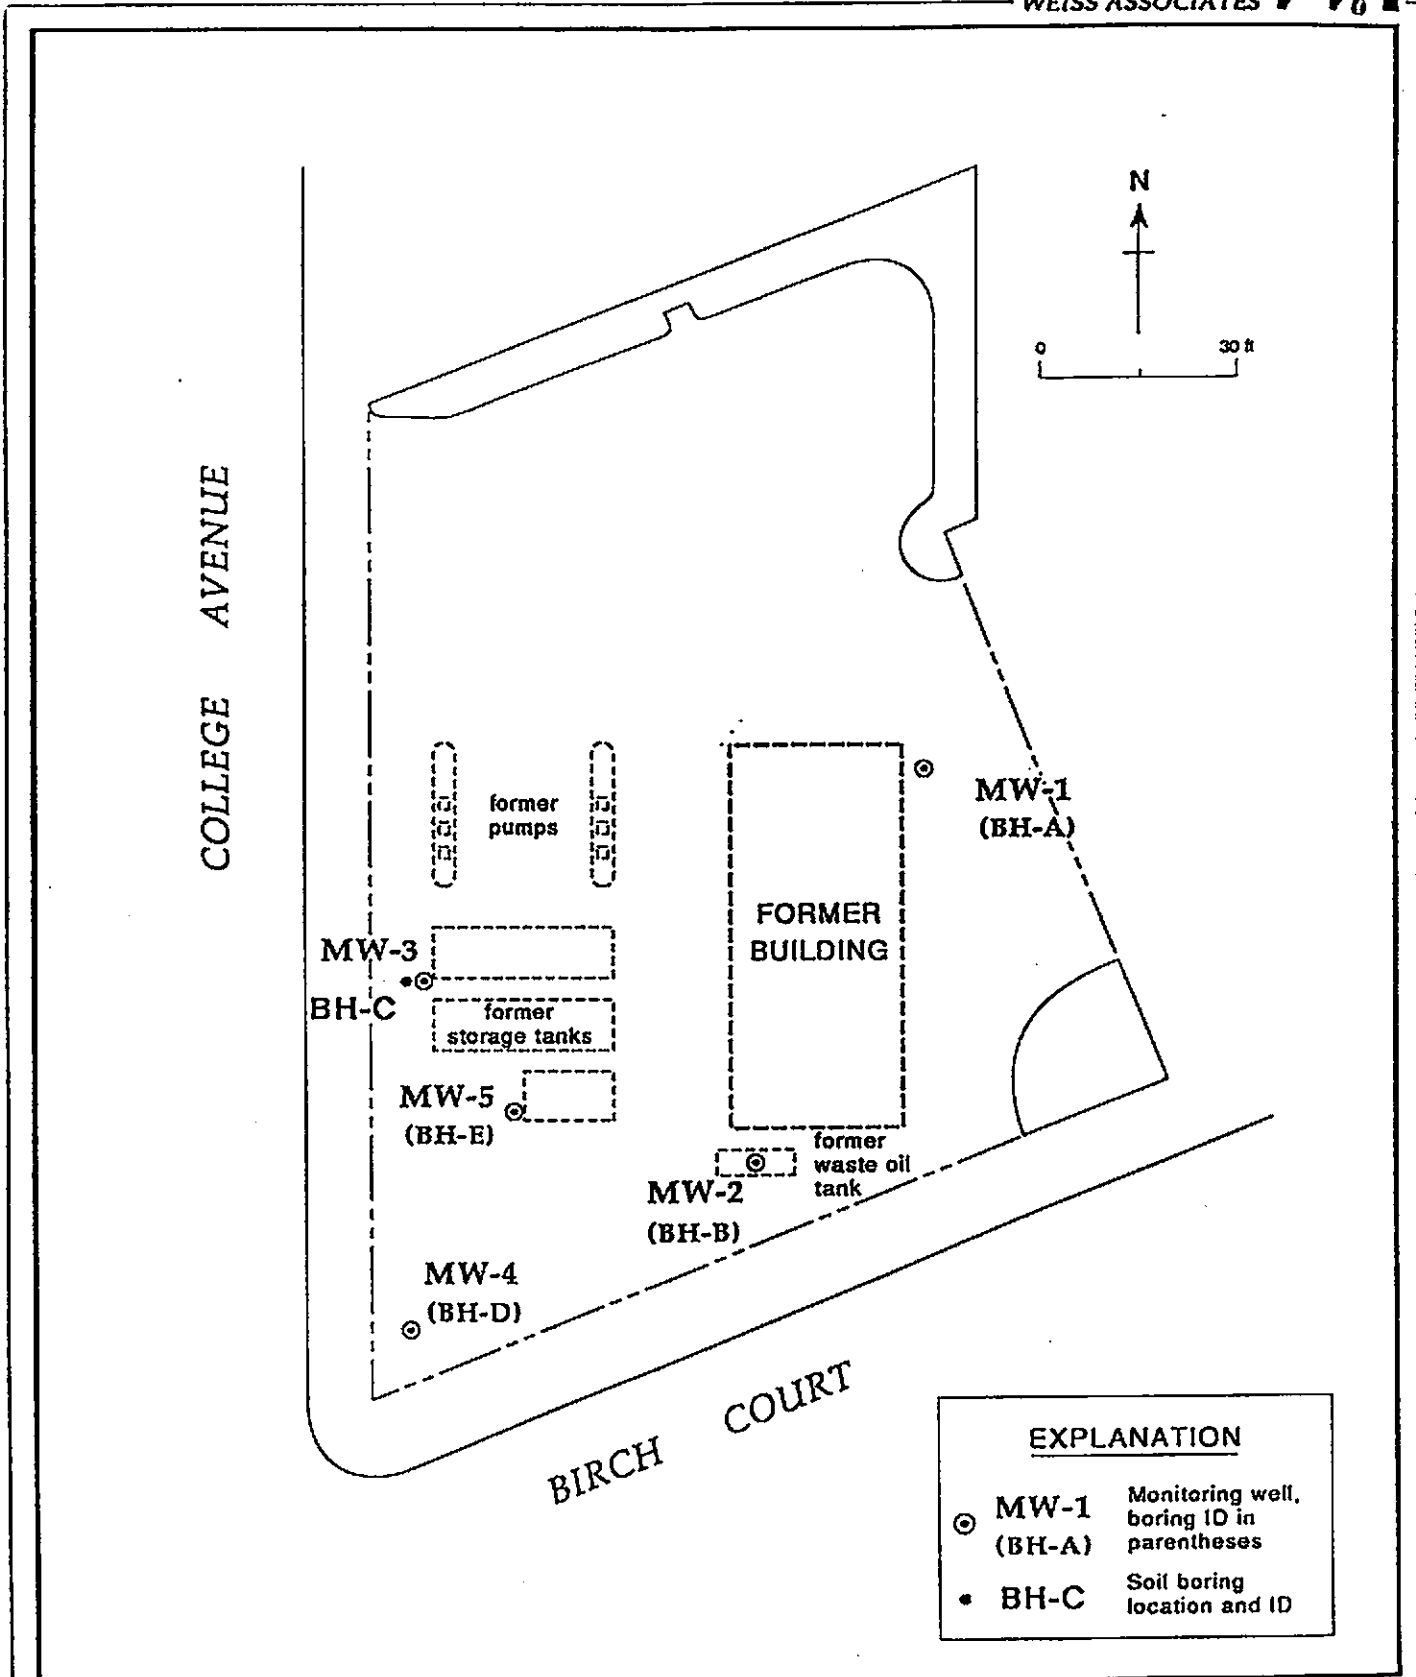 WEISS ASSOCIATES
N
0 30 ft
COLLEGE AVENUE
former
pumps
MW-1
(BH-A)
FORMER
BUILDING
MW-3
BH-C
former
storage tanks
MW-5
(BH-E)
former
waste oil
tank
MW-2
(BH-B)
MW-4
(BH-D)
BIRCH COURT
EXPLANATION
MW-1
(BH-A)
Monitoring well,
boring ID in
parentheses
BH-C
Soil boring
location and ID